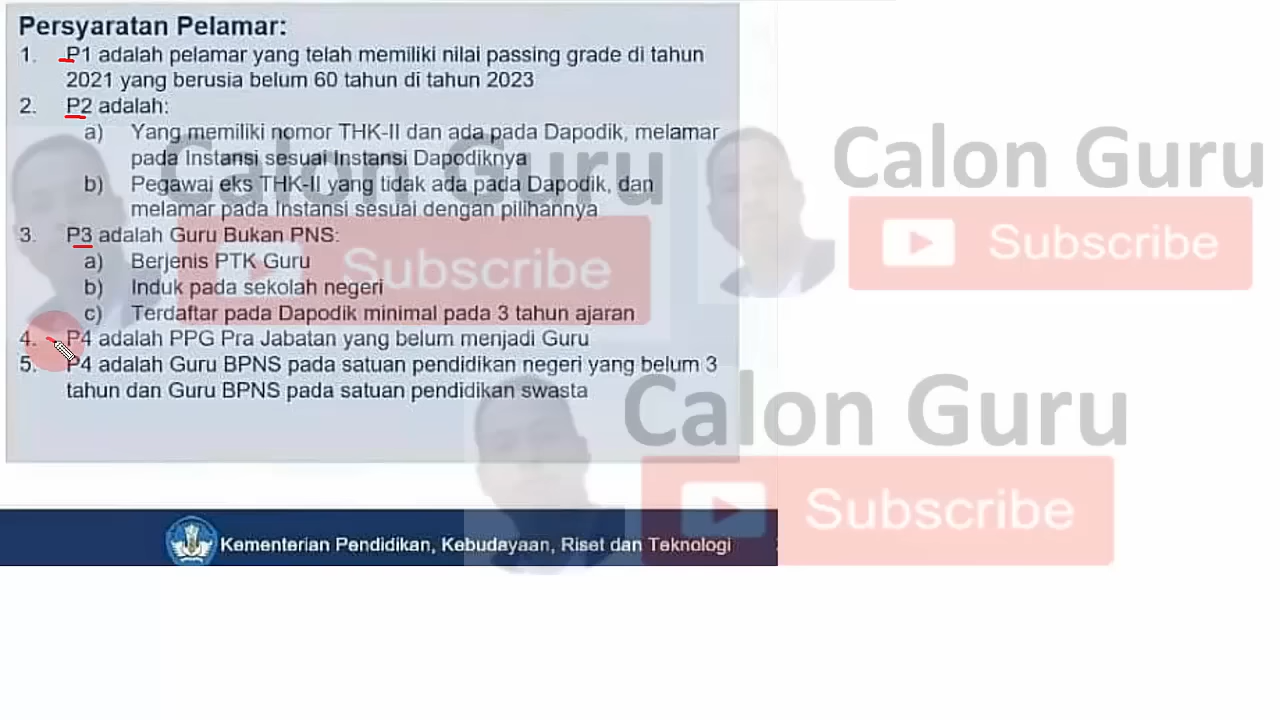 Persyaratan Pelamar:
1. P1 adalah pelamar yang telah memiliki nilai passing grade di tahun
2021 yang berusia belum 60 tahun di tahun 2023
2. P2 adalah:
a) Yang memiliki nomor THK-II dan ada pada Dapodik, melamar
pada Instansi sesuai Instansi Dapodiknya
b) Pegawai eks THK-II yang tidak ada pada Dapodik, dan
melamar pada Instansi sesuai dengan pilihannya
3. P3 adalah Guru Bukan PNS:
a) Berjenis PTK Guru
b) Induk pada sekolah negeri
c) Terdaftar pada Dapodik minimal pada 3 tahun ajaran
4. P4 adalah PPG Pra Jabatan yang belum menjadi Guru
5. P4 adalah Guru BPNS pada satuan pendidikan negeri yang belum 3
tahun dan Guru BPNS pada satuan pendidikan swasta
Kementerian Pendidikan, Kebudayaan, Riset dan Teknologi
Calon Guru
Subscribe
Calon Guru
Subscribe
Calon Guru
Subscribe